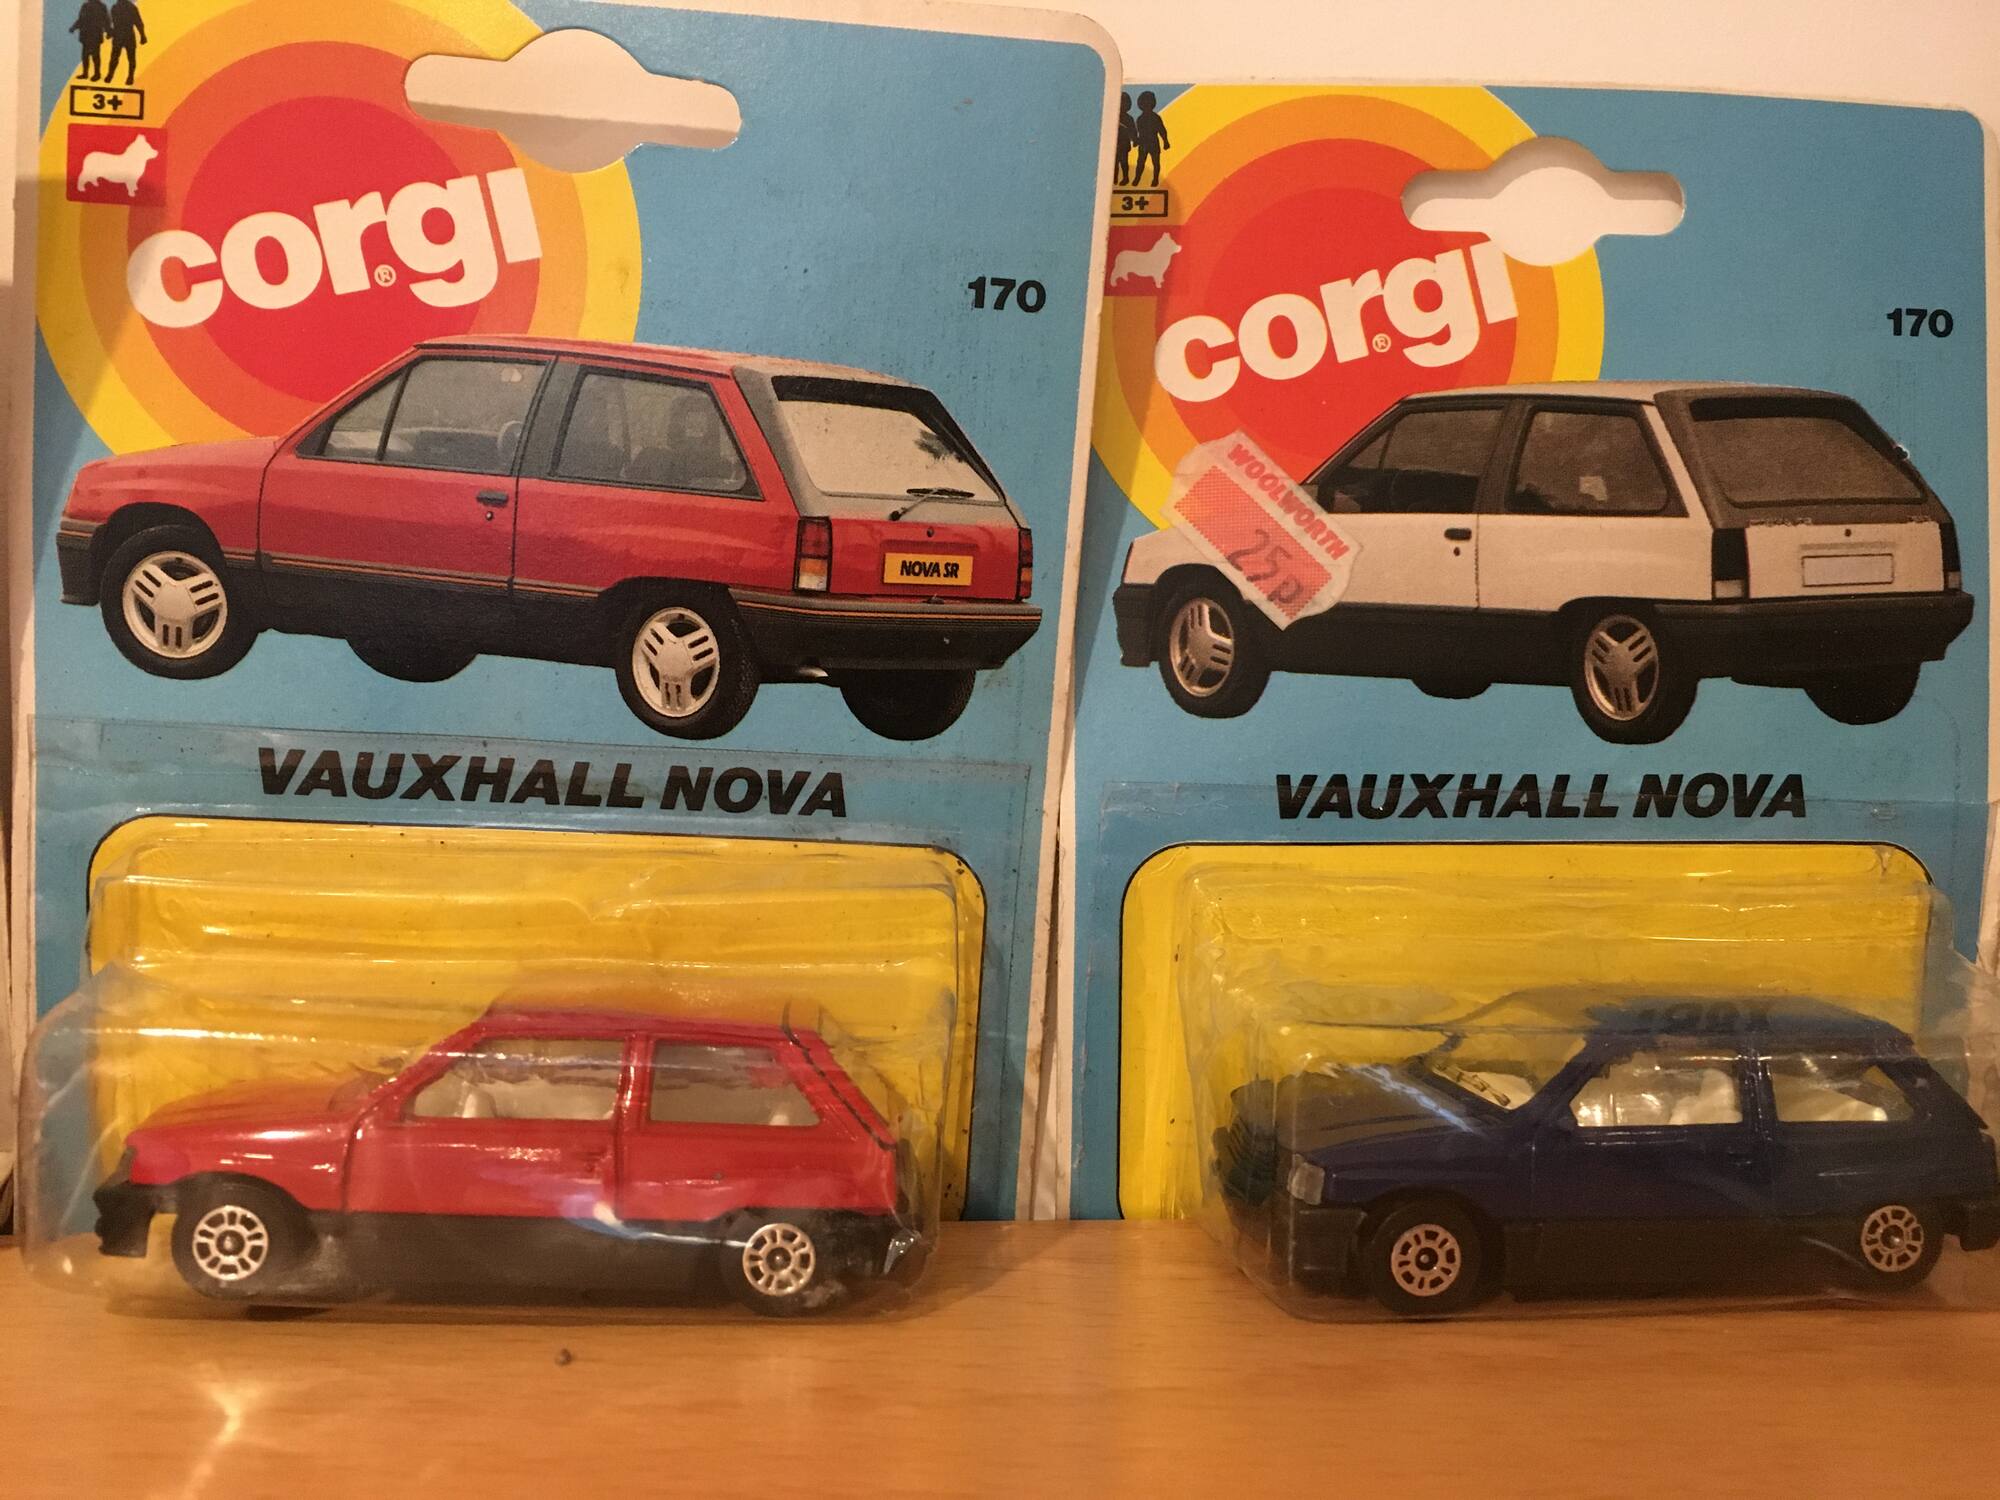 3+
corgi®
170
NOVA SR
VAUXHALL NOVA
3+
corgi®
170
WOOLWORTH
25p
VAUXHALL NOVA